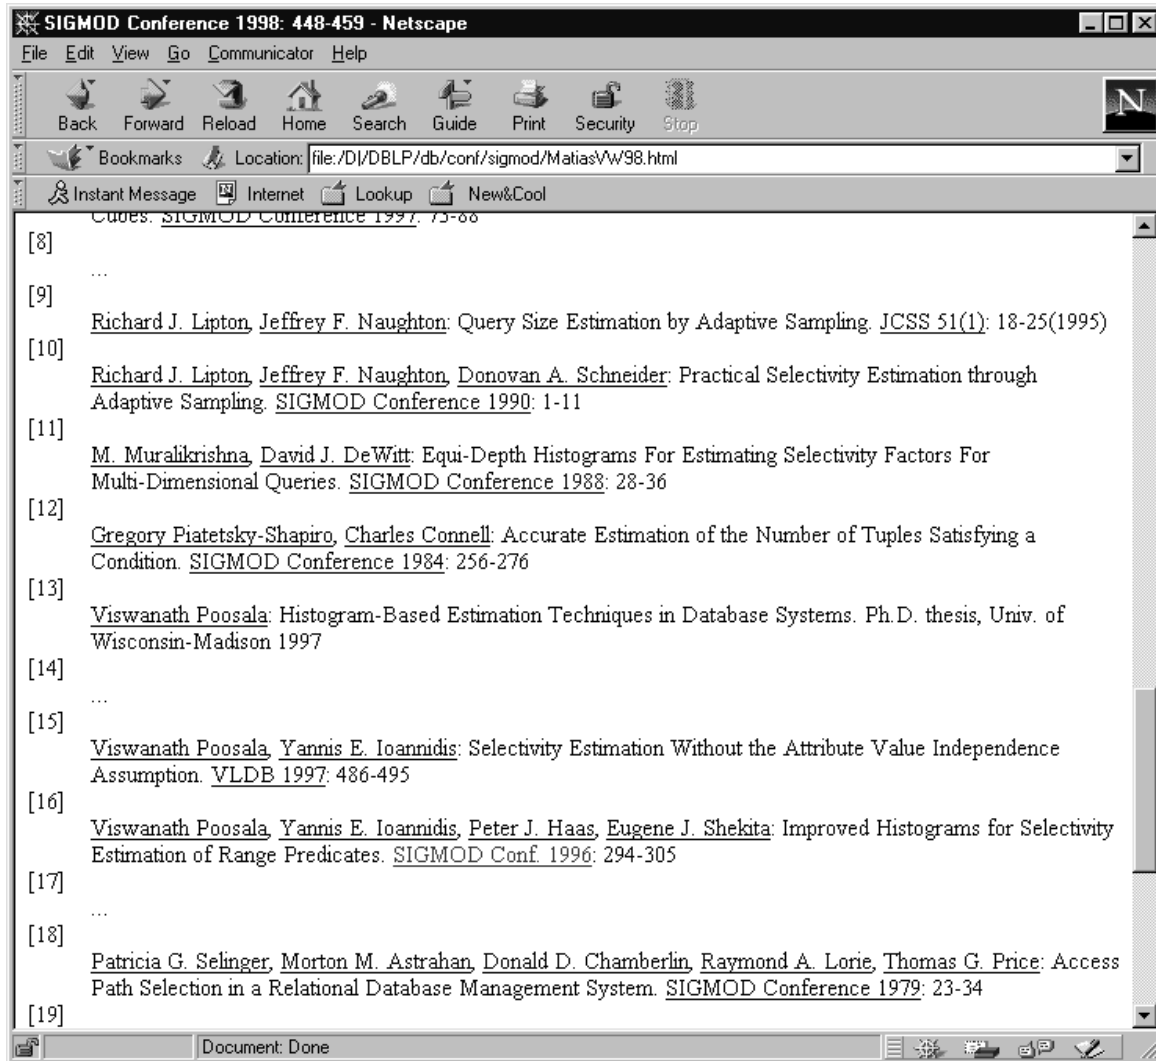 SIGMOD Conference 1998: 448-459 - Netscape
File Edit View Go Communicator Help
Back Forward Reload Home Search Guide Print Security Stop
N
Bookmarks Location: file:/D|/DBLP/db/conf/sigmod/MatiasVW98.html
Instant Message Internet Lookup New&Cool
Cubes. SIGMOD Conference 1997: 73-88
[8]
...
[9]
Richard J. Lipton, Jeffrey F. Naughton: Query Size Estimation by Adaptive Sampling. JCSS 51(1): 18-25(1995)
[10]
Richard J. Lipton, Jeffrey F. Naughton, Donovan A. Schneider: Practical Selectivity Estimation through
Adaptive Sampling. SIGMOD Conference 1990: 1-11
[11]
M. Muralikrishna, David J. DeWitt: Equi-Depth Histograms For Estimating Selectivity Factors For
Multi-Dimensional Queries. SIGMOD Conference 1988: 28-36
[12]
Gregory Piatetsky-Shapiro, Charles Connell: Accurate Estimation of the Number of Tuples Satisfying a
Condition. SIGMOD Conference 1984: 256-276
[13]
Viswanath Poosala: Histogram-Based Estimation Techniques in Database Systems. Ph.D. thesis, Univ. of
Wisconsin-Madison 1997
[14]
...
[15]
Viswanath Poosala, Yannis E. Ioannidis: Selectivity Estimation Without the Attribute Value Independence
Assumption. VLDB 1997: 486-495
[16]
Viswanath Poosala, Yannis E. Ioannidis, Peter J. Haas, Eugene J. Shekita: Improved Histograms for Selectivity
Estimation of Range Predicates. SIGMOD Conf. 1996: 294-305
[17]
...
[18]
Patricia G. Selinger, Morton M. Astrahan, Donald D. Chamberlin, Raymond A. Lorie, Thomas G. Price: Access
Path Selection in a Relational Database Management System. SIGMOD Conference 1979: 23-34
[19]
Document: Done